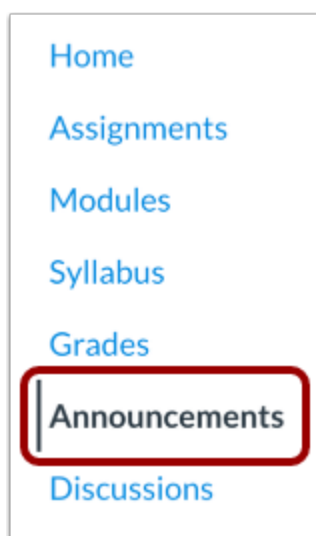 Home
Assignments
Modules
Syllabus
Grades
Announcements
Discussions